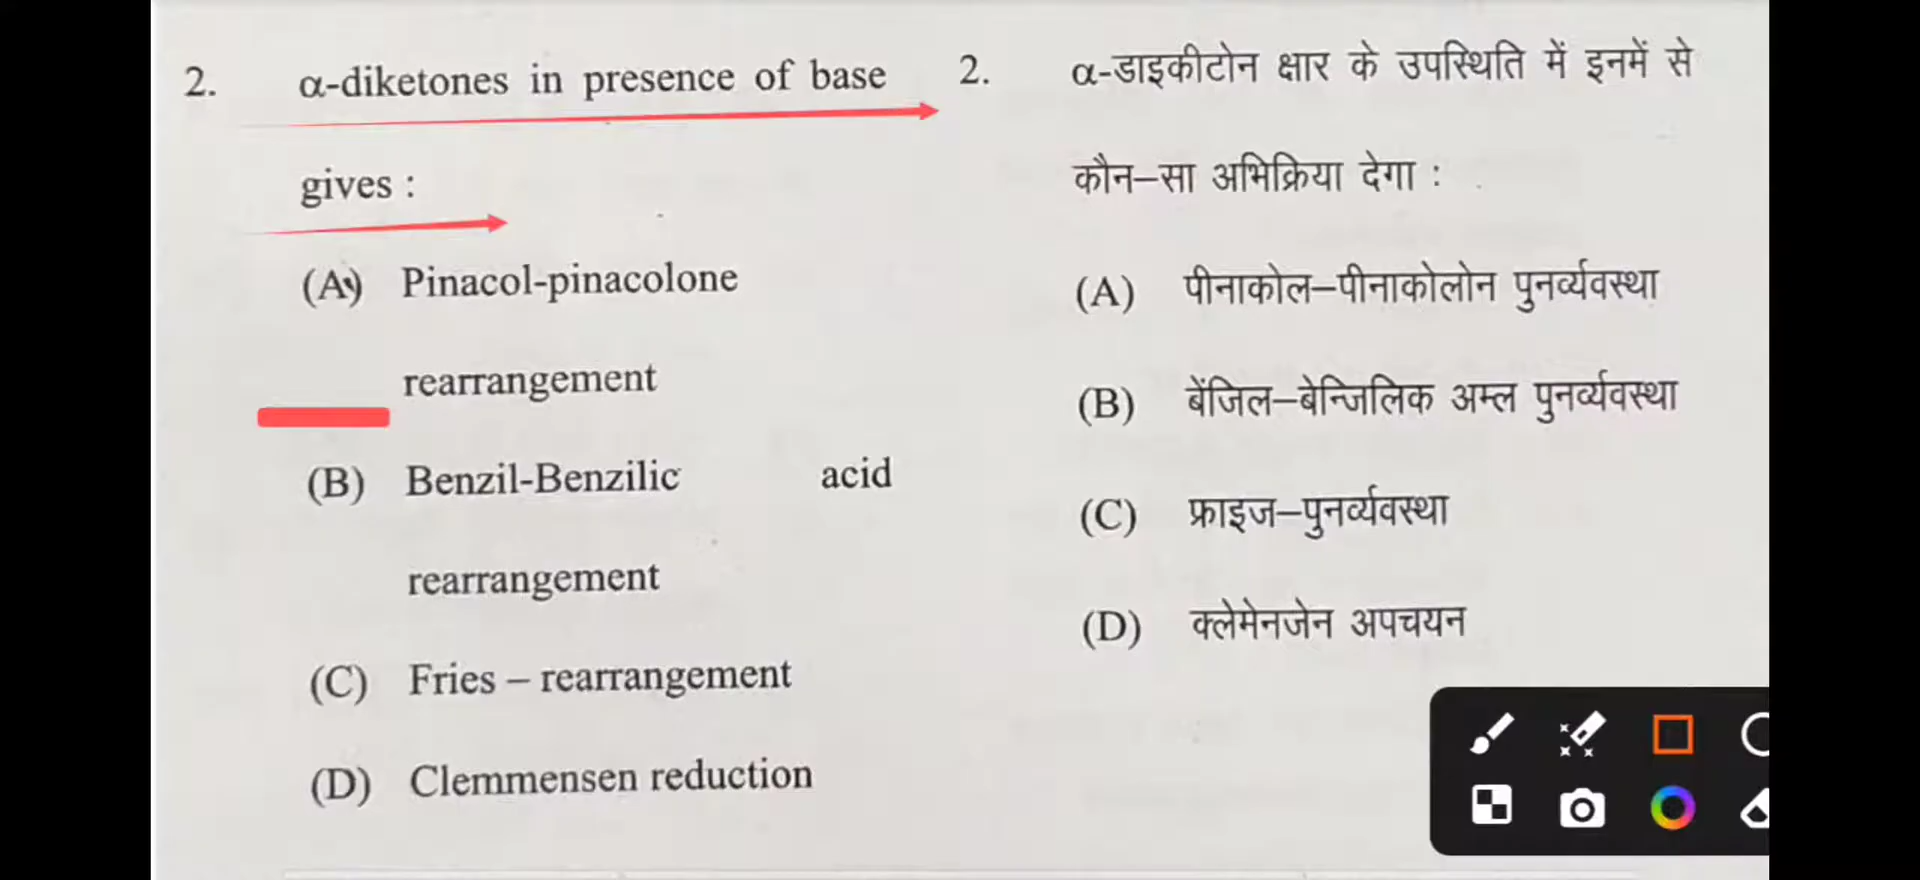 2. α-diketones in presence of base
gives :
(A) Pinacol-pinacolone
rearrangement
(B) Benzil-Benzilic acid
rearrangement
(C) Fries – rearrangement
(D) Clemmensen reduction
2. α-डाइकीटोन क्षार के उपस्थिति में इनमें से
कौन–सा अभिक्रिया देगा :
(A) पीनाकोल–पीनाकोलोन पुनर्व्यवस्था
(B) बेंजिल–बेन्जिलिक अम्ल पुनर्व्यवस्था
(C) फ्राइज–पुनर्व्यवस्था
(D) क्लेमेनजेन अपचयन